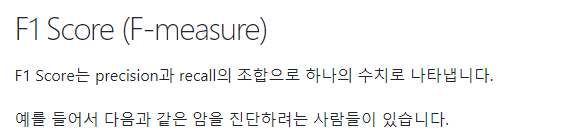 F1 Score (F-measure)
F1 Score는 precision과 recall의 조합으로 하나의 수치로 나타냅니다.
예를 들어서 다음과 같은 암을 진단하려는 사람들이 있습니다.